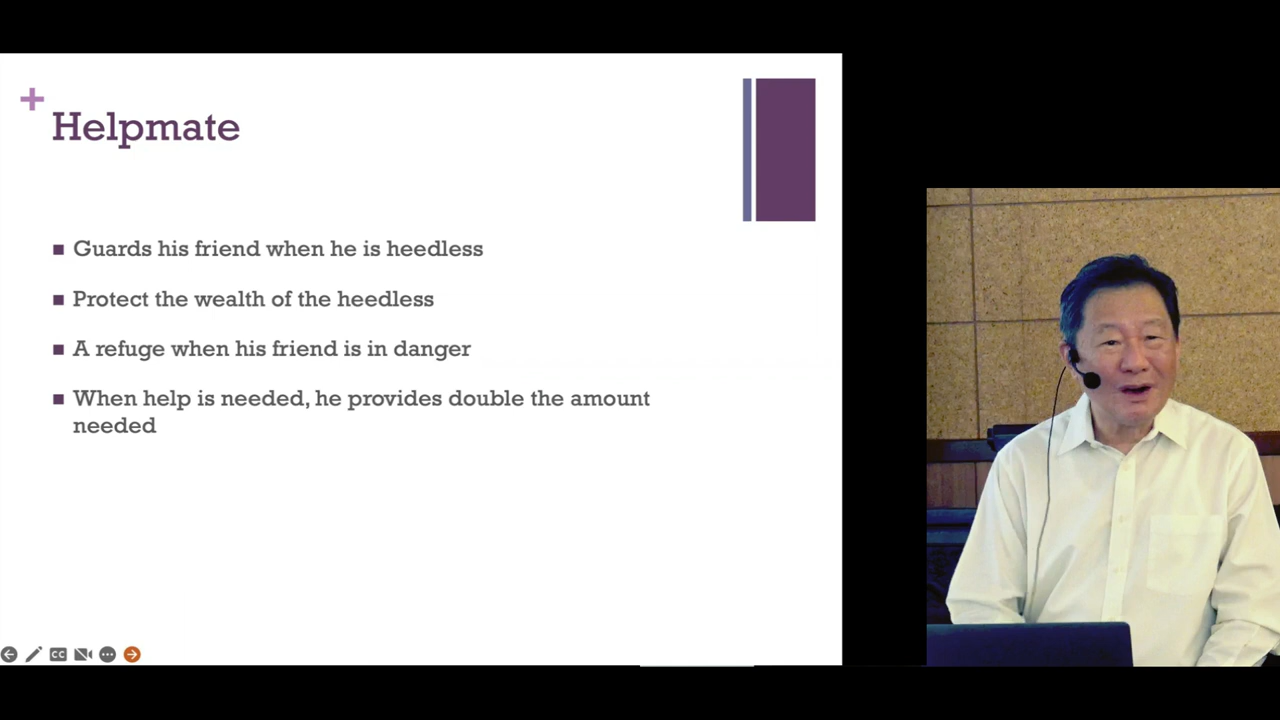 +
Helpmate
Guards his friend when he is heedless
Protect the wealth of the heedless
A refuge when his friend is in danger
When help is needed, he provides double the amount
needed
CC